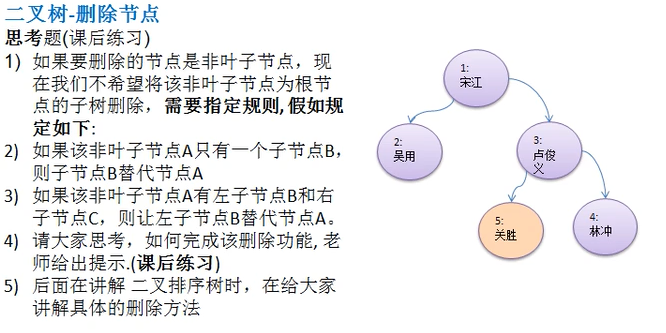 二叉树-删除节点
思考题(课后练习)
1) 如果要删除的节点是非叶子节点，现
在我们不希望将该非叶子节点为根节
点的子树删除，需要指定规则, 假如规
定如下:
2) 如果该非叶子节点A只有一个子节点B，
则子节点B替代节点A
3) 如果该非叶子节点A有左子节点B和右
子节点C，则让左子节点B替代节点A。
4) 请大家思考，如何完成该删除功能, 老
师给出提示.(课后练习)
5) 后面在讲解 二叉排序树时，在给大家
讲解具体的删除方法
1:
宋江
2:
吴用
3:
卢俊
义
5:
关胜
4:
林冲